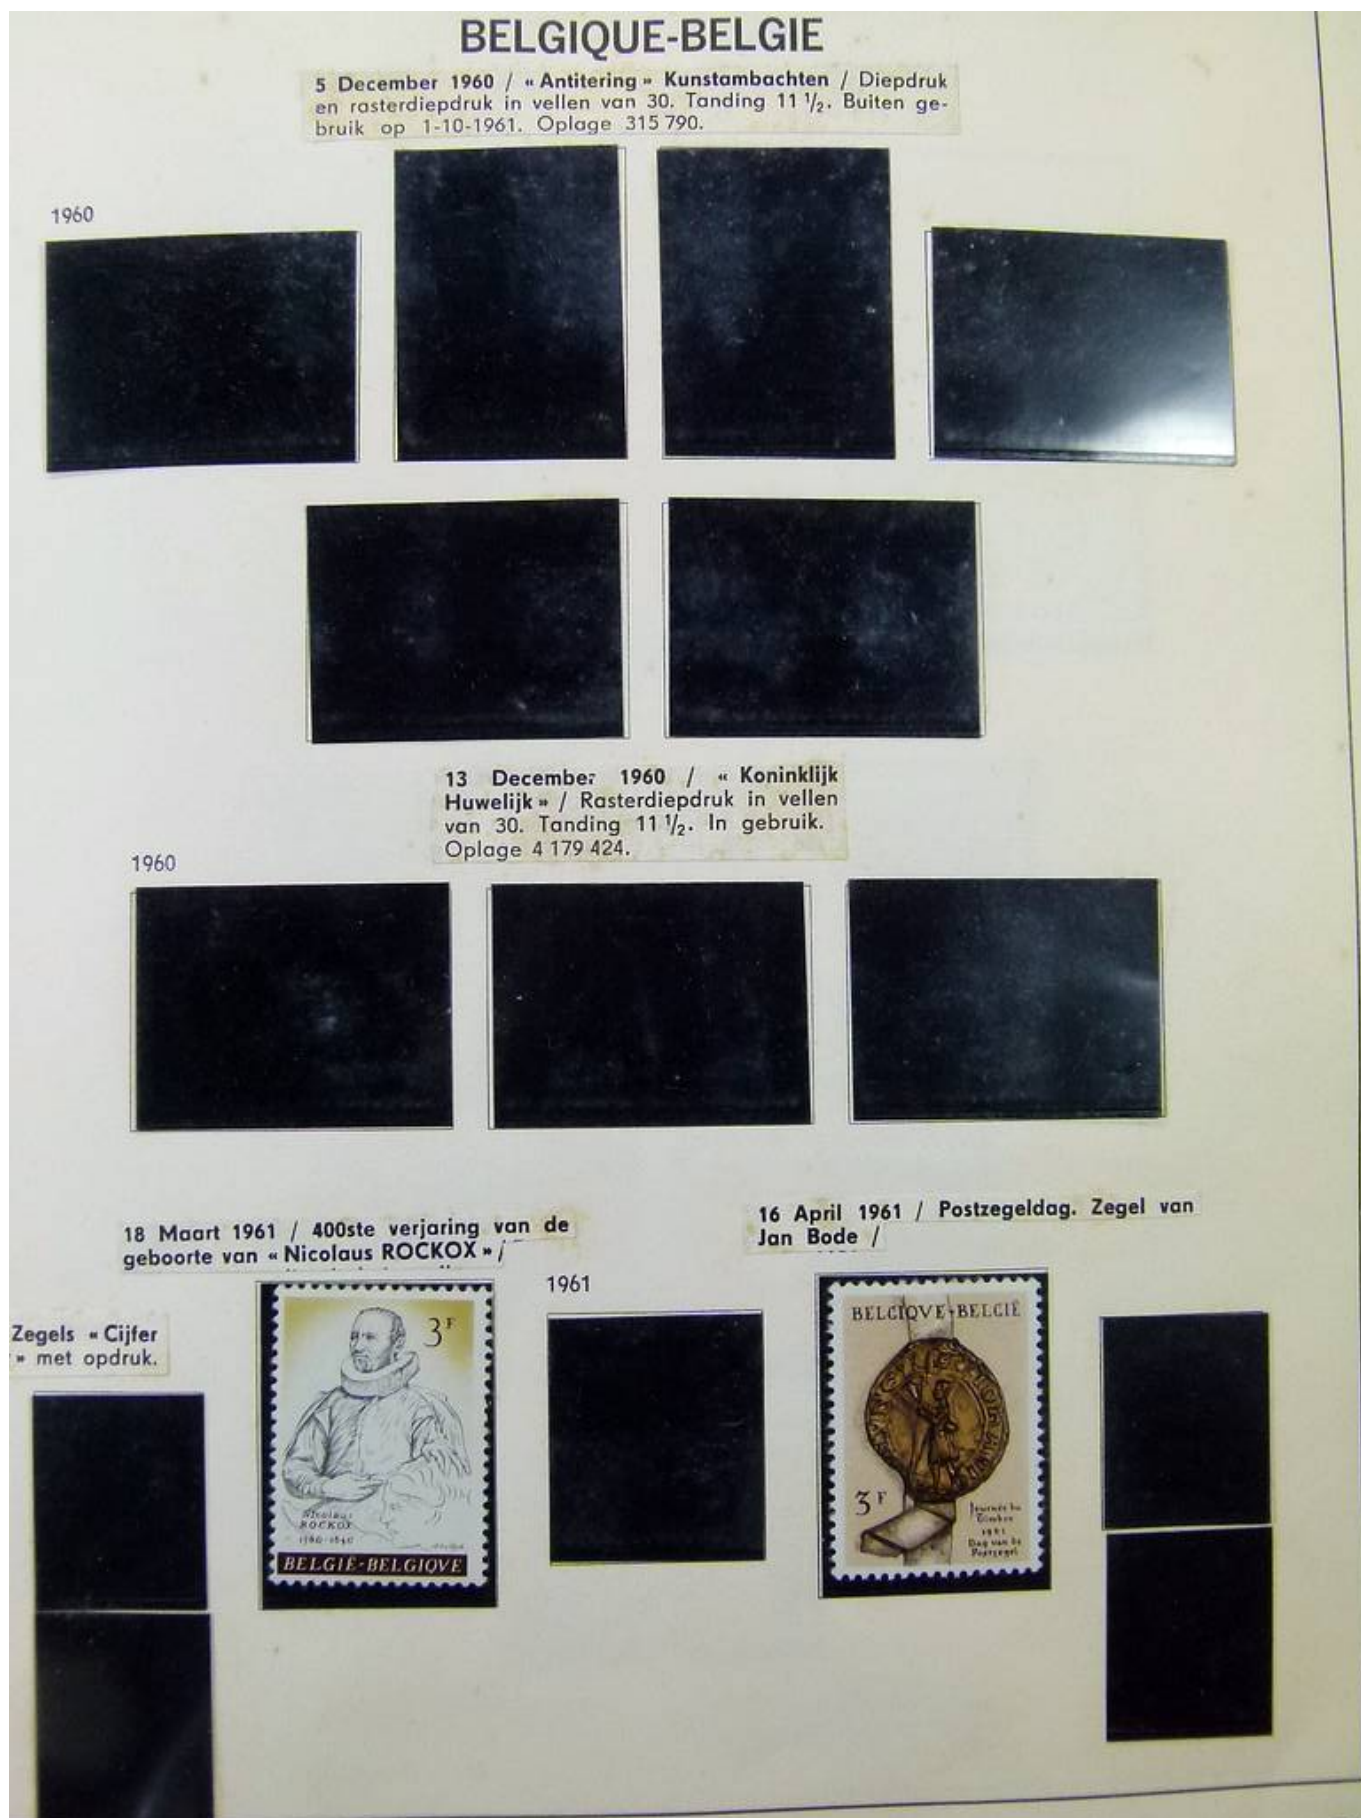 BELGIQUE-BELGIE
5 December 1960 / « Antitering » Kunstambachten / Diepdruk
en rasterdiepdruk in vellen van 30. Tanding 11 1/2. Buiten ge-
bruik op 1-10-1961. Oplage 315 790.
1960
13 December 1960 / « Koninklijk
Huwelijk » / Rasterdiepdruk in vellen
van 30. Tanding 11 1/2. In gebruik.
Oplage 4 179 424.
1960
18 Maart 1961 / 400ste verjaring van de
geboorte van « Nicolaus ROCKOX » /
16 April 1961 / Postzegeldag. Zegel van
Jan Bode /
1961
Zegels « Cijfer
» met opdruk.
3F
Nicolaus
ROCKOX
1560-1640
BELGIË-BELGIQVE
BELGIQVE-BELGIË
3 F
Journée du
Timbre
1961
Dag van de
Postzegel